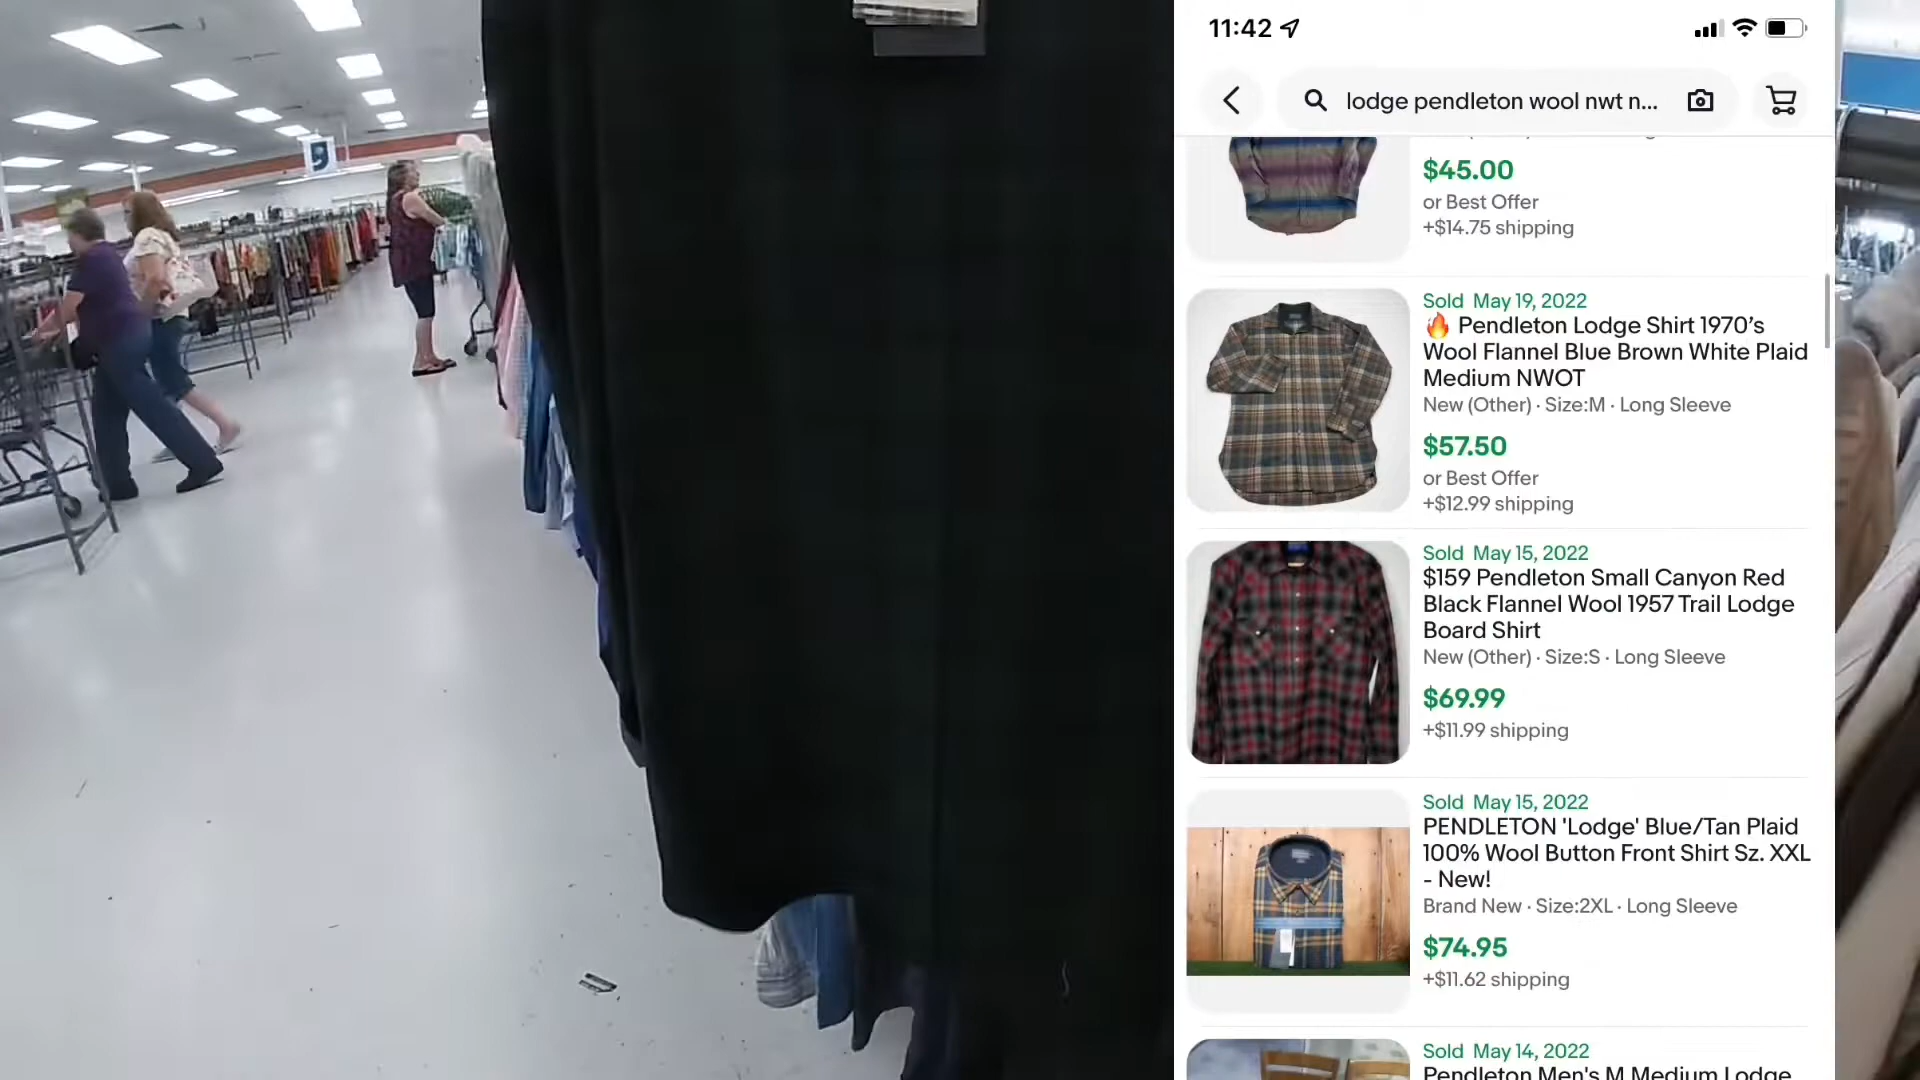 11:42
lodge pendleton wool nwt n...
$45.00
or Best Offer
+$14.75 shipping
Sold May 19, 2022
🔥 Pendleton Lodge Shirt 1970’s
Wool Flannel Blue Brown White Plaid
Medium NWOT
New (Other) · Size:M · Long Sleeve
$57.50
or Best Offer
+$12.99 shipping
Sold May 15, 2022
$159 Pendleton Small Canyon Red
Black Flannel Wool 1957 Trail Lodge
Board Shirt
New (Other) · Size:S · Long Sleeve
$69.99
+$11.99 shipping
Sold May 15, 2022
PENDLETON 'Lodge' Blue/Tan Plaid
100% Wool Button Front Shirt Sz. XXL
- New!
Brand New · Size:2XL · Long Sleeve
$74.95
+$11.62 shipping
Sold May 14, 2022
Pendleton Men's M Medium Lodge